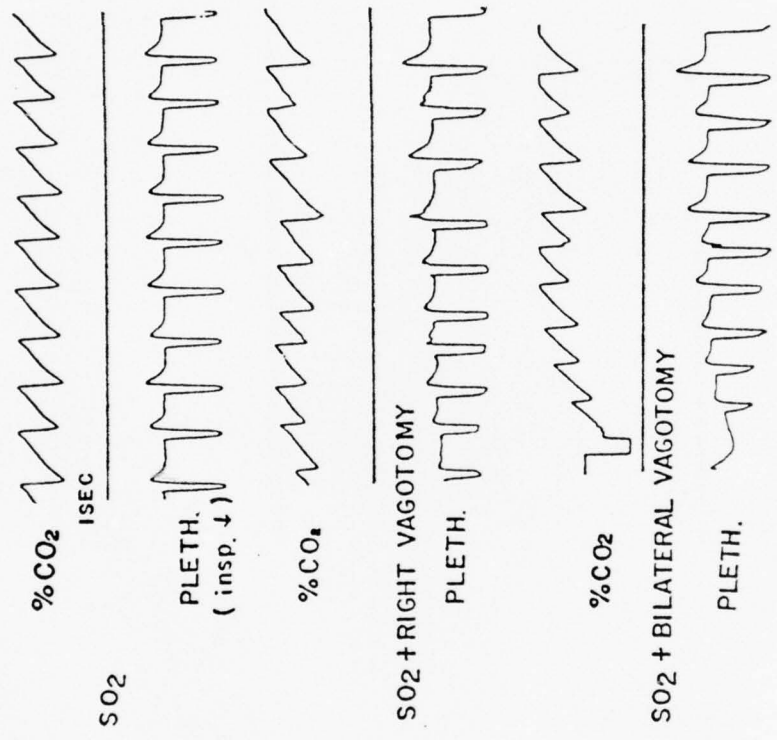 SO2
%CO2
1SEC
PLETH.
(insp. ↓)
SO2 + RIGHT VAGOTOMY
%CO2
PLETH.
SO2 + BILATERAL VAGOTOMY
%CO2
PLETH.